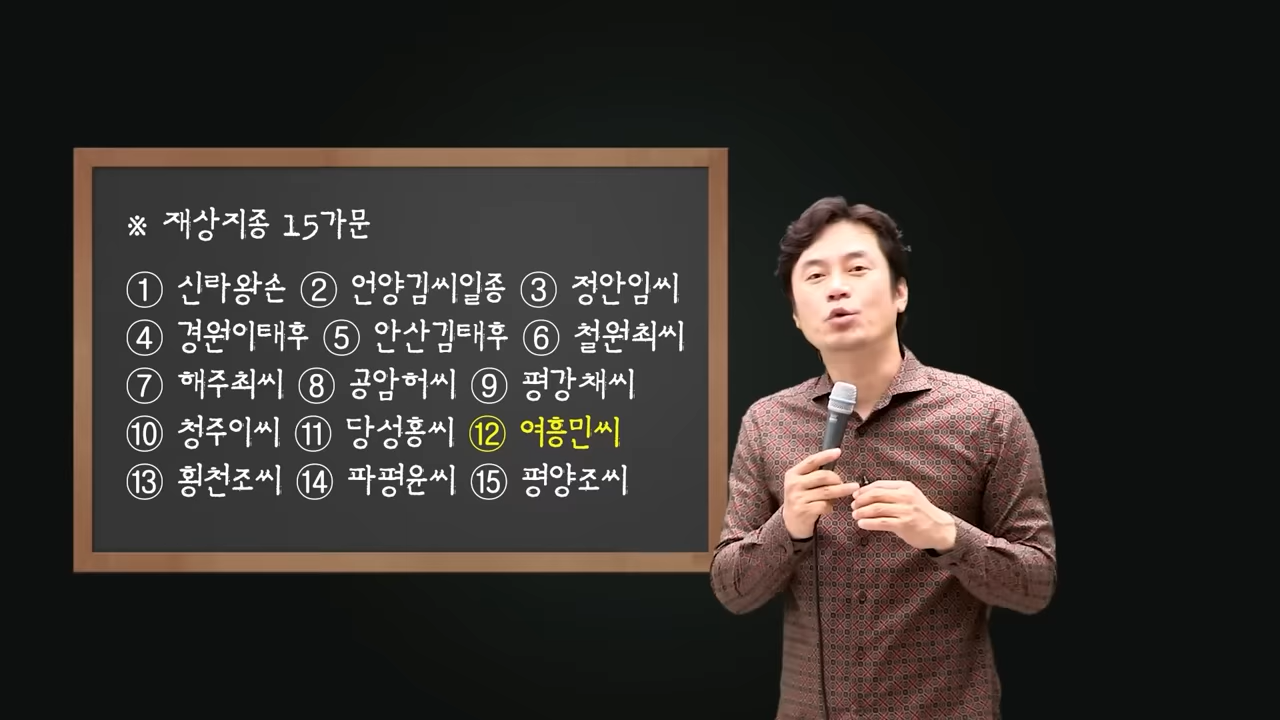 ※ 재상지종 15가문
① 신라왕손 ② 언양김씨일종 ③ 정안임씨
④ 경원이태후 ⑤ 안산김태후 ⑥ 철원최씨
⑦ 해주최씨 ⑧ 공암허씨 ⑨ 평강채씨
⑩ 청주이씨 ⑪ 당성홍씨 ⑫ 여흥민씨
⑬ 횡천조씨 ⑭ 파평윤씨 ⑮ 평양조씨